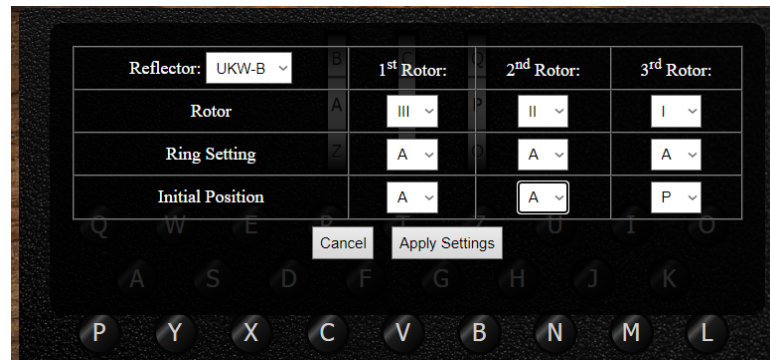 B Q
Reflector: UKW-B 1st Rotor: 2nd Rotor: 3rd Rotor:
A P
Rotor III II I
Z O
Ring Setting A A A
Initial Position A A P
Q W E R T Z U I O
Cancel Apply Settings
A S D F G H J K
P Y X C V B N M L